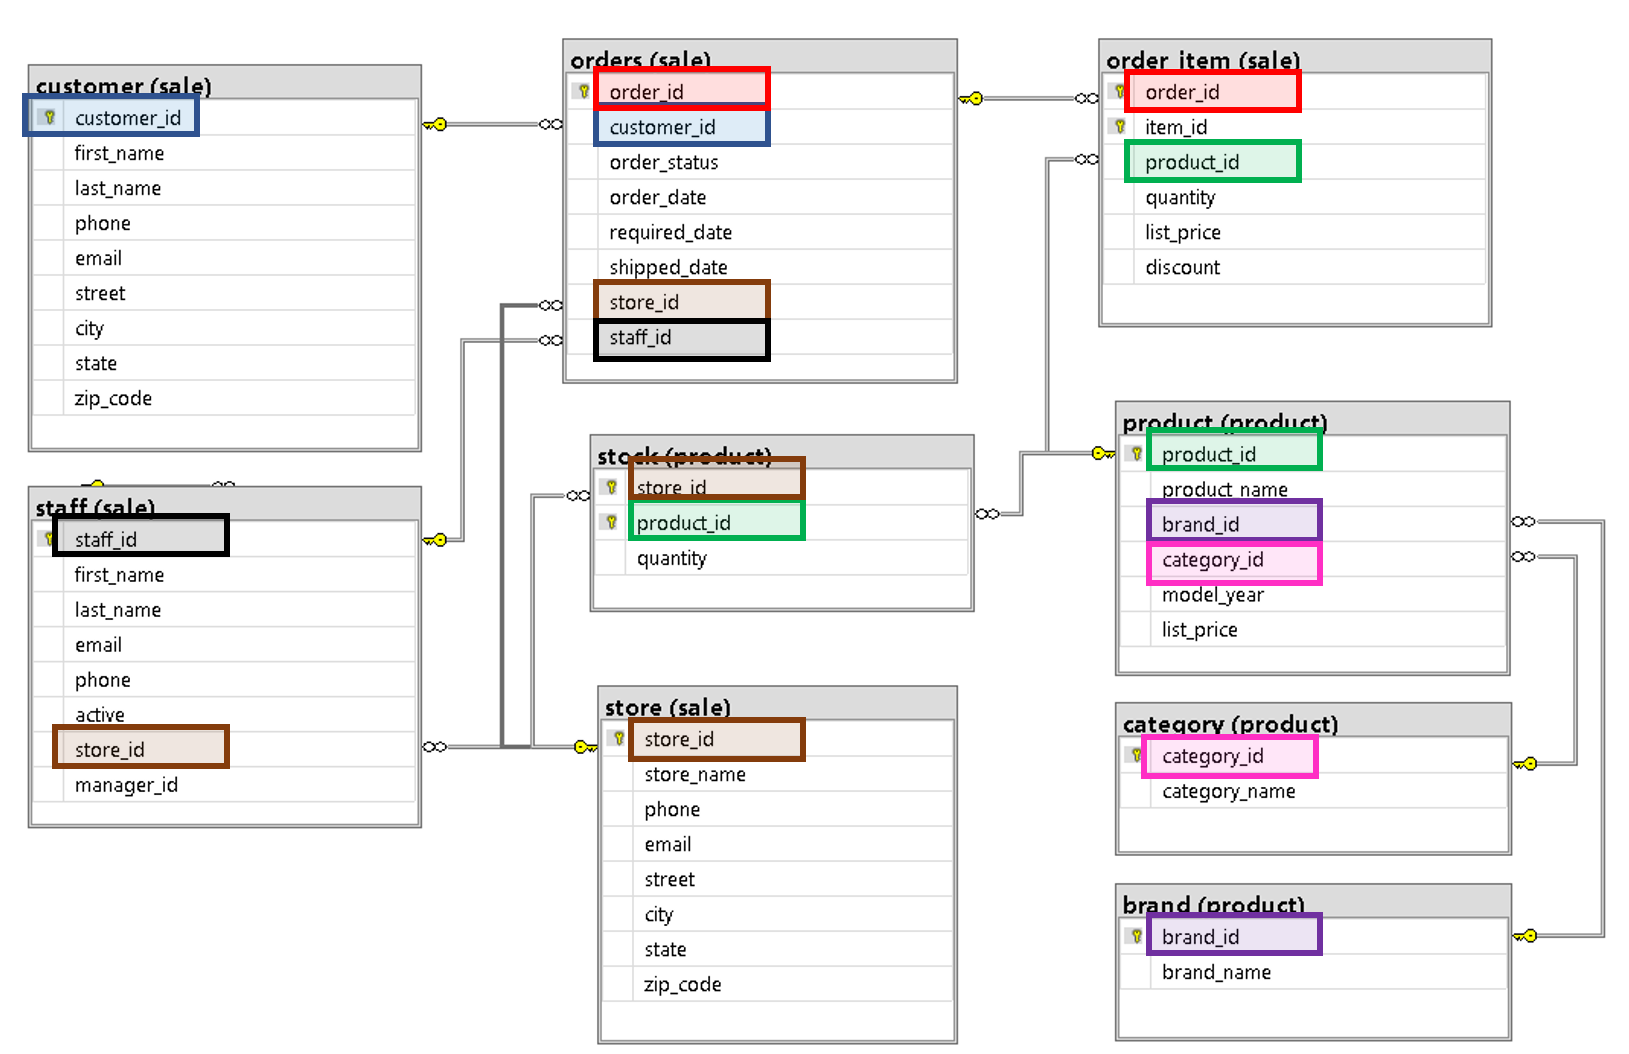 customer (sale)
customer_id
first_name
last_name
phone
email
street
city
state
zip_code
staff (sale)
staff_id
first_name
last_name
email
phone
active
store_id
manager_id
orders (sale)
order_id
customer_id
order_status
order_date
required_date
shipped_date
store_id
staff_id
stock (product)
store_id
product_id
quantity
store (sale)
store_id
store_name
phone
email
street
city
state
zip_code
order_item (sale)
order_id
item_id
product_id
quantity
list_price
discount
product (product)
product_id
product_name
brand_id
category_id
model_year
list_price
category (product)
category_id
category_name
brand (product)
brand_id
brand_name